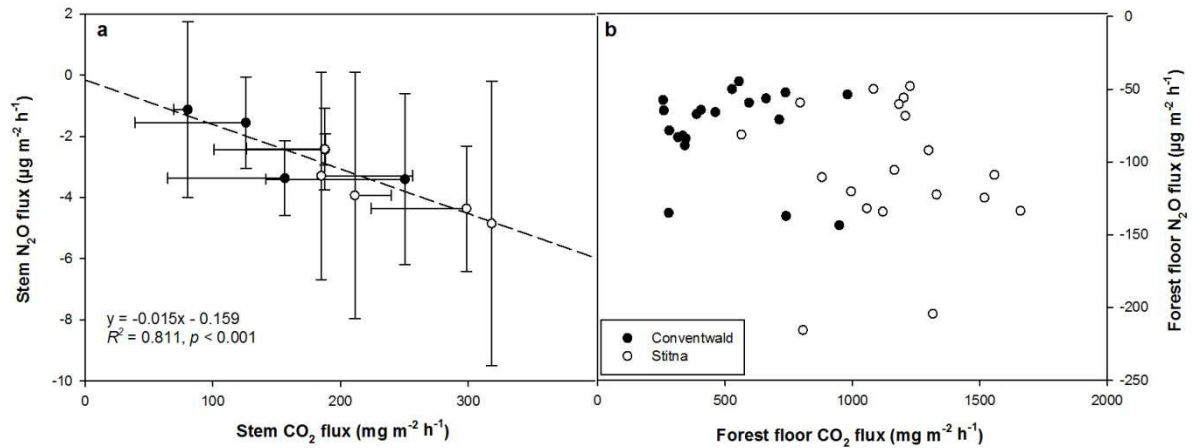 a
Stem N₂O flux (µg m⁻² h⁻¹)
2
0
-2
-4
-6
-8
-10
y = -0.015x - 0.159
R² = 0.811, p < 0.001
0 100 200 300
Stem CO₂ flux (mg m⁻² h⁻¹)
b
Conventwald
Stitna
0 500 1000 1500 2000
Forest floor CO₂ flux (mg m⁻² h⁻¹)
0
-50
-100
-150
-200
-250
Forest floor N₂O flux (µg m⁻² h⁻¹)